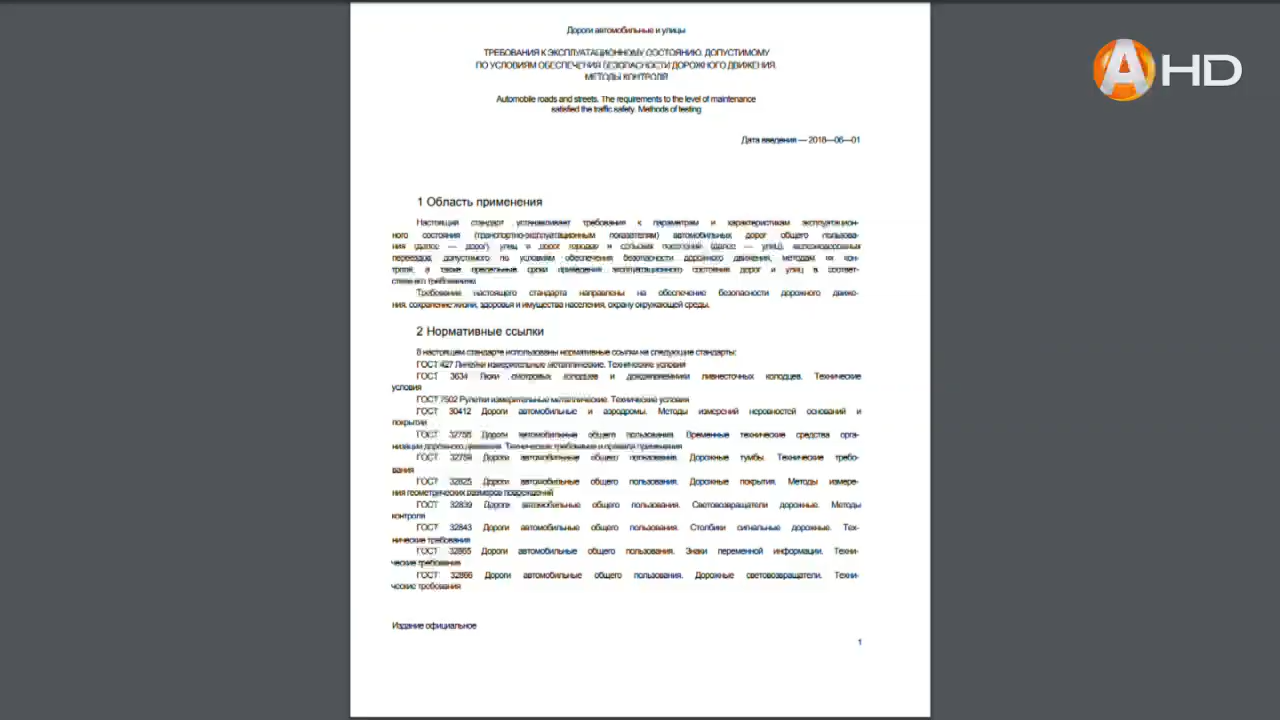 Дороги автомобильные и улицы
ТРЕБОВАНИЯ К ЭКСПЛУАТАЦИОННОМУ СОСТОЯНИЮ, ДОПУСТИМОМУ
ПО УСЛОВИЯМ ОБЕСПЕЧЕНИЯ БЕЗОПАСНОСТИ ДОРОЖНОГО ДВИЖЕНИЯ.
МЕТОДЫ КОНТРОЛЯ
Automobile roads and streets. The requirements to the level of maintenance
satisfied the traffic safety. Methods of testing
Дата введения — 2018—06—01
1 Область применения
Настоящий стандарт устанавливает требования к параметрам и характеристикам эксплуатацион-
ного состояния (транспортно-эксплуатационным показателям) автомобильных дорог общего пользова-
ния (далее — дорог), улиц и дорог городов и сельских поселений (далее — улиц), железнодорожных
переездов, допустимого по условиям обеспечения безопасности дорожного движения, методам их кон-
троля, а также предельные сроки приведения эксплуатационного состояния дорог и улиц в соответ-
ствие его требованиям.
Требования настоящего стандарта направлены на обеспечение безопасности дорожного движе-
ния, сохранение жизни, здоровья и имущества населения, охрану окружающей среды.
2 Нормативные ссылки
В настоящем стандарте использованы нормативные ссылки на следующие стандарты:
ГОСТ 427 Линейки измерительные металлические. Технические условия
ГОСТ 3634 Люки смотровых колодцев и дождеприемники ливнесточных колодцев. Технические
условия
ГОСТ 7502 Рулетки измерительные металлические. Технические условия
ГОСТ 30412 Дороги автомобильные и аэродромы. Методы измерений неровностей оснований и
покрытий
ГОСТ 32758 Дороги автомобильные общего пользования. Временные технические средства орга-
низации дорожного движения. Технические требования и правила применения
ГОСТ 32759 Дороги автомобильные общего пользования. Дорожные тумбы. Технические требо-
вания
ГОСТ 32825 Дороги автомобильные общего пользования. Дорожные покрытия. Методы измере-
ния геометрических размеров повреждений
ГОСТ 32839 Дороги автомобильные общего пользования. Световозвращатели дорожные. Методы
контроля
ГОСТ 32843 Дороги автомобильные общего пользования. Столбики сигнальные дорожные. Тех-
нические требования
ГОСТ 32865 Дороги автомобильные общего пользования. Знаки переменной информации. Техни-
ческие требования
ГОСТ 32866 Дороги автомобильные общего пользования. Дорожные световозвращатели. Техни-
ческие требования
Издание официальное
1
A HD